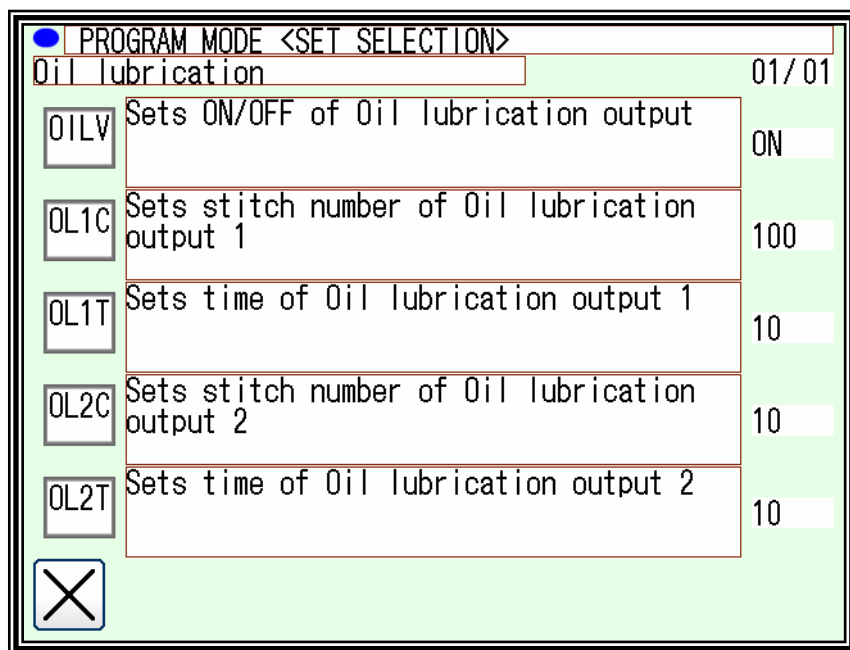 PROGRAM MODE <SET SELECTION>
Oil lubrication 01/01
OILV Sets ON/OFF of Oil lubrication output ON
OL1C Sets stitch number of Oil lubrication
output 1 100
OL1T Sets time of Oil lubrication output 1 10
OL2C Sets stitch number of Oil lubrication
output 2 10
OL2T Sets time of Oil lubrication output 2 10